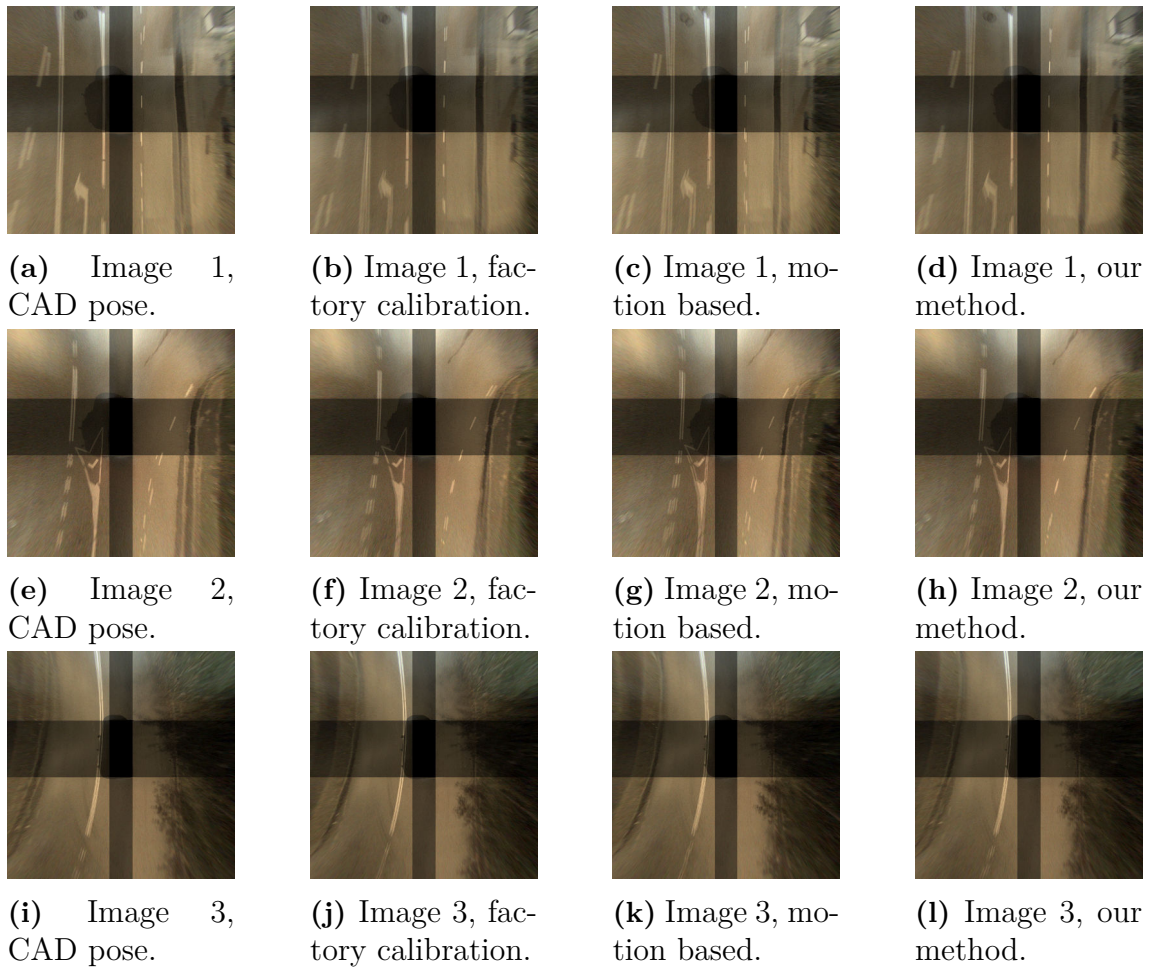 (a) Image 1,
CAD pose.
(b) Image 1, fac-
tory calibration.
(c) Image 1, mo-
tion based.
(d) Image 1, our
method.
(e) Image 2,
CAD pose.
(f) Image 2, fac-
tory calibration.
(g) Image 2, mo-
tion based.
(h) Image 2, our
method.
(i) Image 3,
CAD pose.
(j) Image 3, fac-
tory calibration.
(k) Image 3, mo-
tion based.
(l) Image 3, our
method.